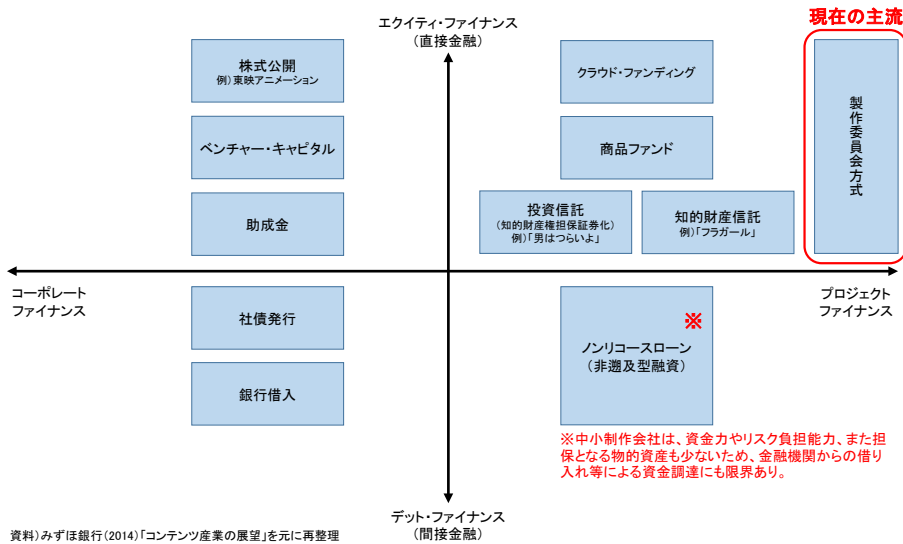 現在の主流
エクイティ・ファイナンス
（直接金融）
株式公開
例）東映アニメーション
クラウド・ファンディング
製作委員会方式
ベンチャー・キャピタル
商品ファンド
助成金
投資信託
（知的財産権担保証券化）
例）「男はつらいよ」
知的財産信託
例）「フラガール」
コーポレート
ファイナンス
プロジェクト
ファイナンス
社債発行
※
ノンリコースローン
（非遡及型融資）
銀行借入
※中小制作会社は、資金力やリスク負担能力、また担
保となる物的資産も少ないため、金融機関からの借り
入れ等による資金調達にも限界あり。
デット・ファイナンス
（間接金融）
資料）みずほ銀行（2014）「コンテンツ産業の展望」を元に再整理